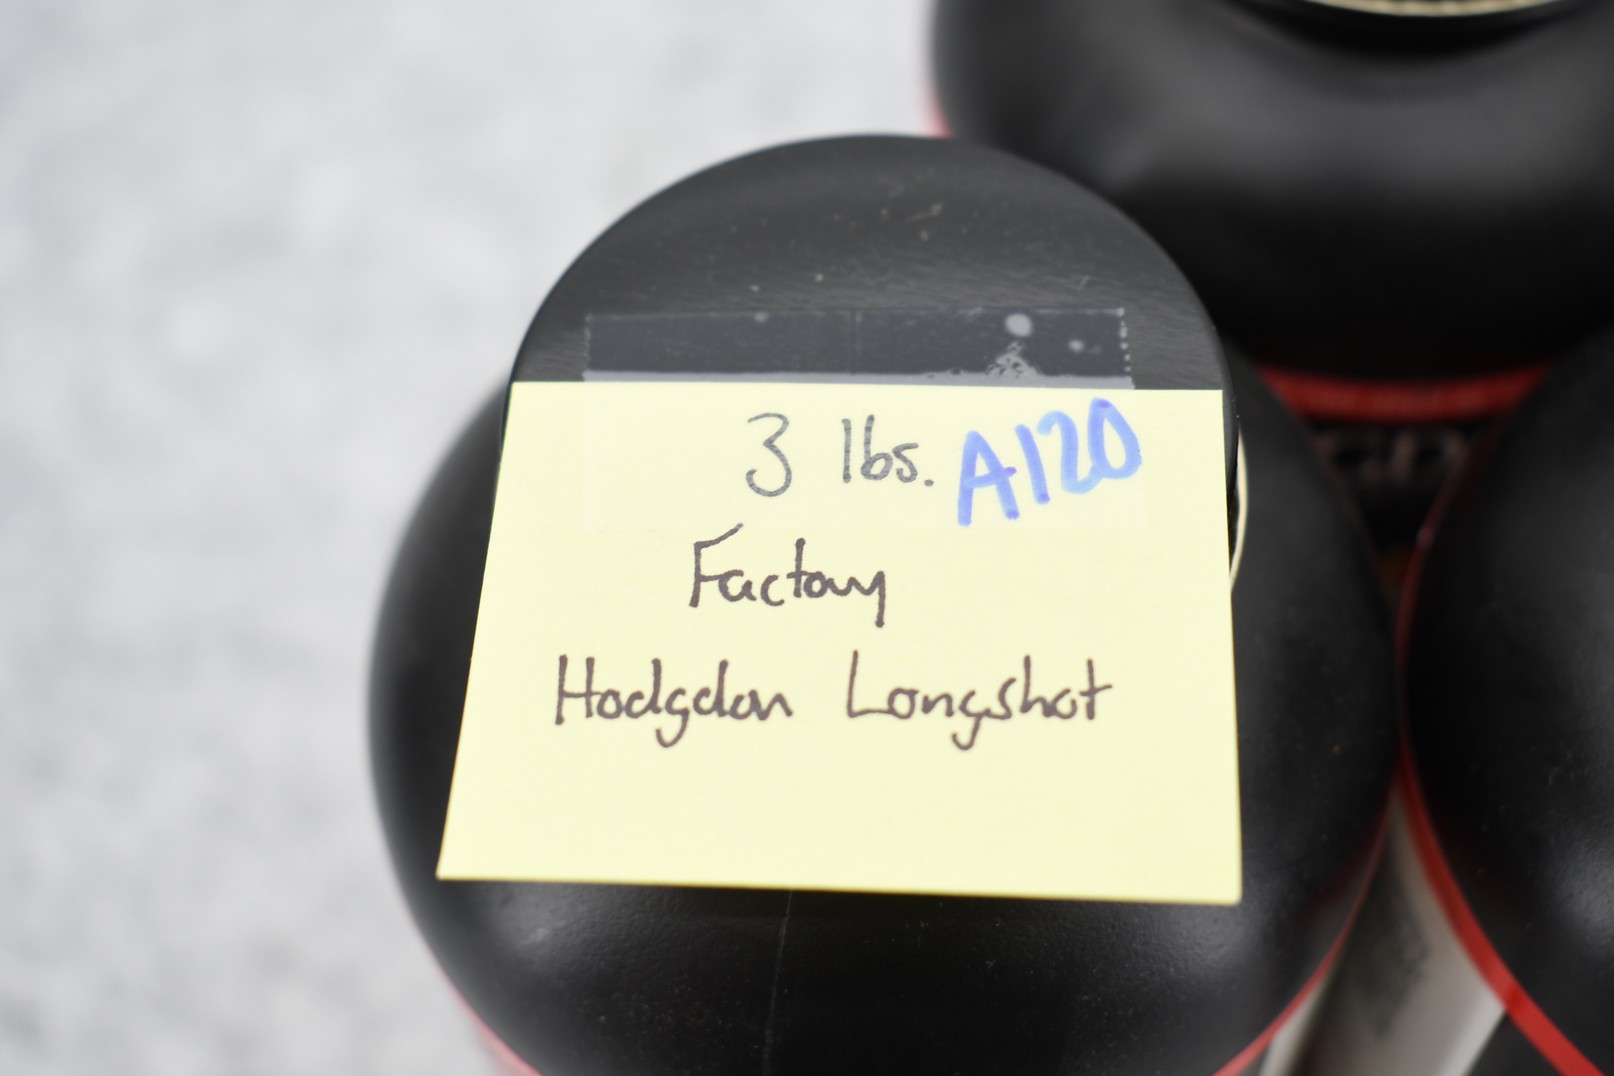 3 lbs. A120
Factory
Hodgdon Longshot